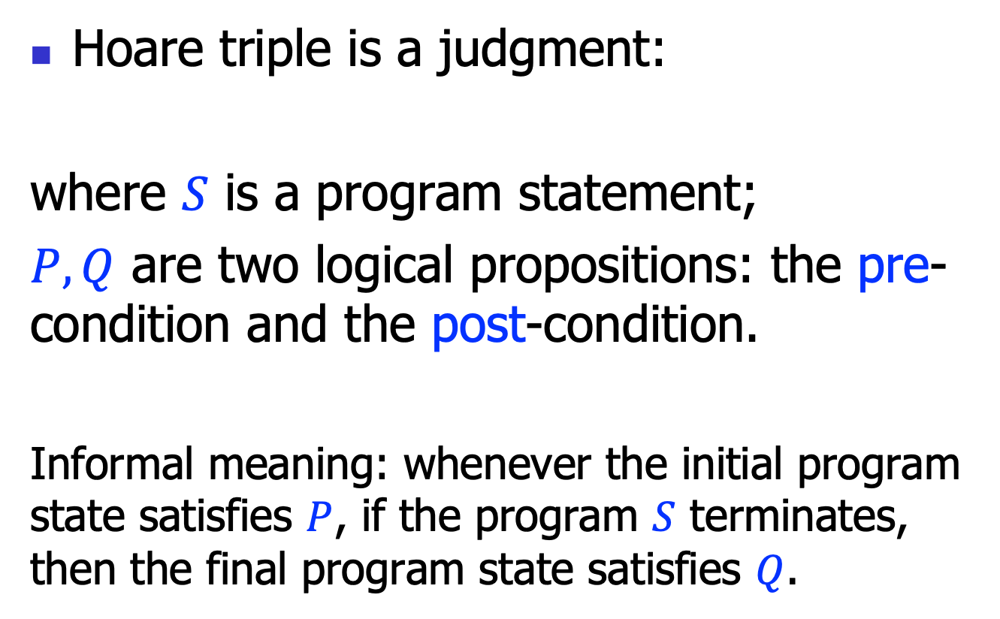 ▪ Hoare triple is a judgment:
where S is a program statement;
P, Q are two logical propositions: the pre-
condition and the post-condition.
Informal meaning: whenever the initial program
state satisfies P, if the program S terminates,
then the final program state satisfies Q.